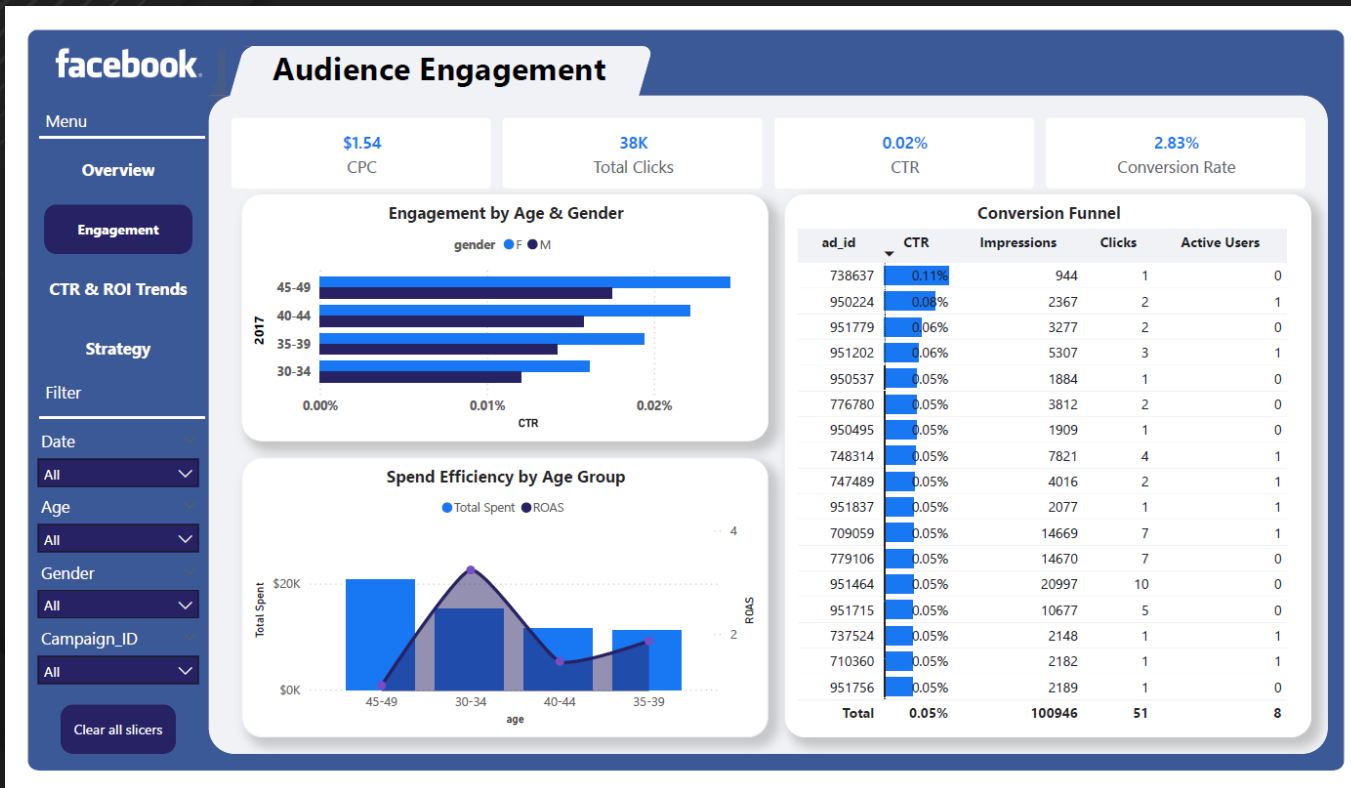 facebook.
Audience Engagement
Menu
Overview
Engagement
CTR & ROI Trends
Strategy
Filter
Date
All
Age
All
Gender
All
Campaign_ID
All
Clear all slicers
$1.54
CPC
38K
Total Clicks
0.02%
CTR
2.83%
Conversion Rate
Engagement by Age & Gender
gender F M
2017
45-49
40-44
35-39
30-34
0.00% 0.01% 0.02%
CTR
Spend Efficiency by Age Group
Total Spent ROAS
Total Spent
$20K
$0K
4
2
ROAS
45-49 30-34 40-44 35-39
age
Conversion Funnel
ad_id CTR Impressions Clicks Active Users
738637 0.11% 944 1 0
950224 0.08% 2367 2 1
951779 0.06% 3277 2 0
951202 0.06% 5307 3 1
950537 0.05% 1884 1 0
776780 0.05% 3812 2 0
950495 0.05% 1909 1 0
748314 0.05% 7821 4 1
747489 0.05% 4016 2 1
951837 0.05% 2077 1 1
709059 0.05% 14669 7 1
779106 0.05% 14670 7 0
951464 0.05% 20997 10 0
951715 0.05% 10677 5 0
737524 0.05% 2148 1 1
710360 0.05% 2182 1 1
951756 0.05% 2189 1 0
Total 0.05% 100946 51 8